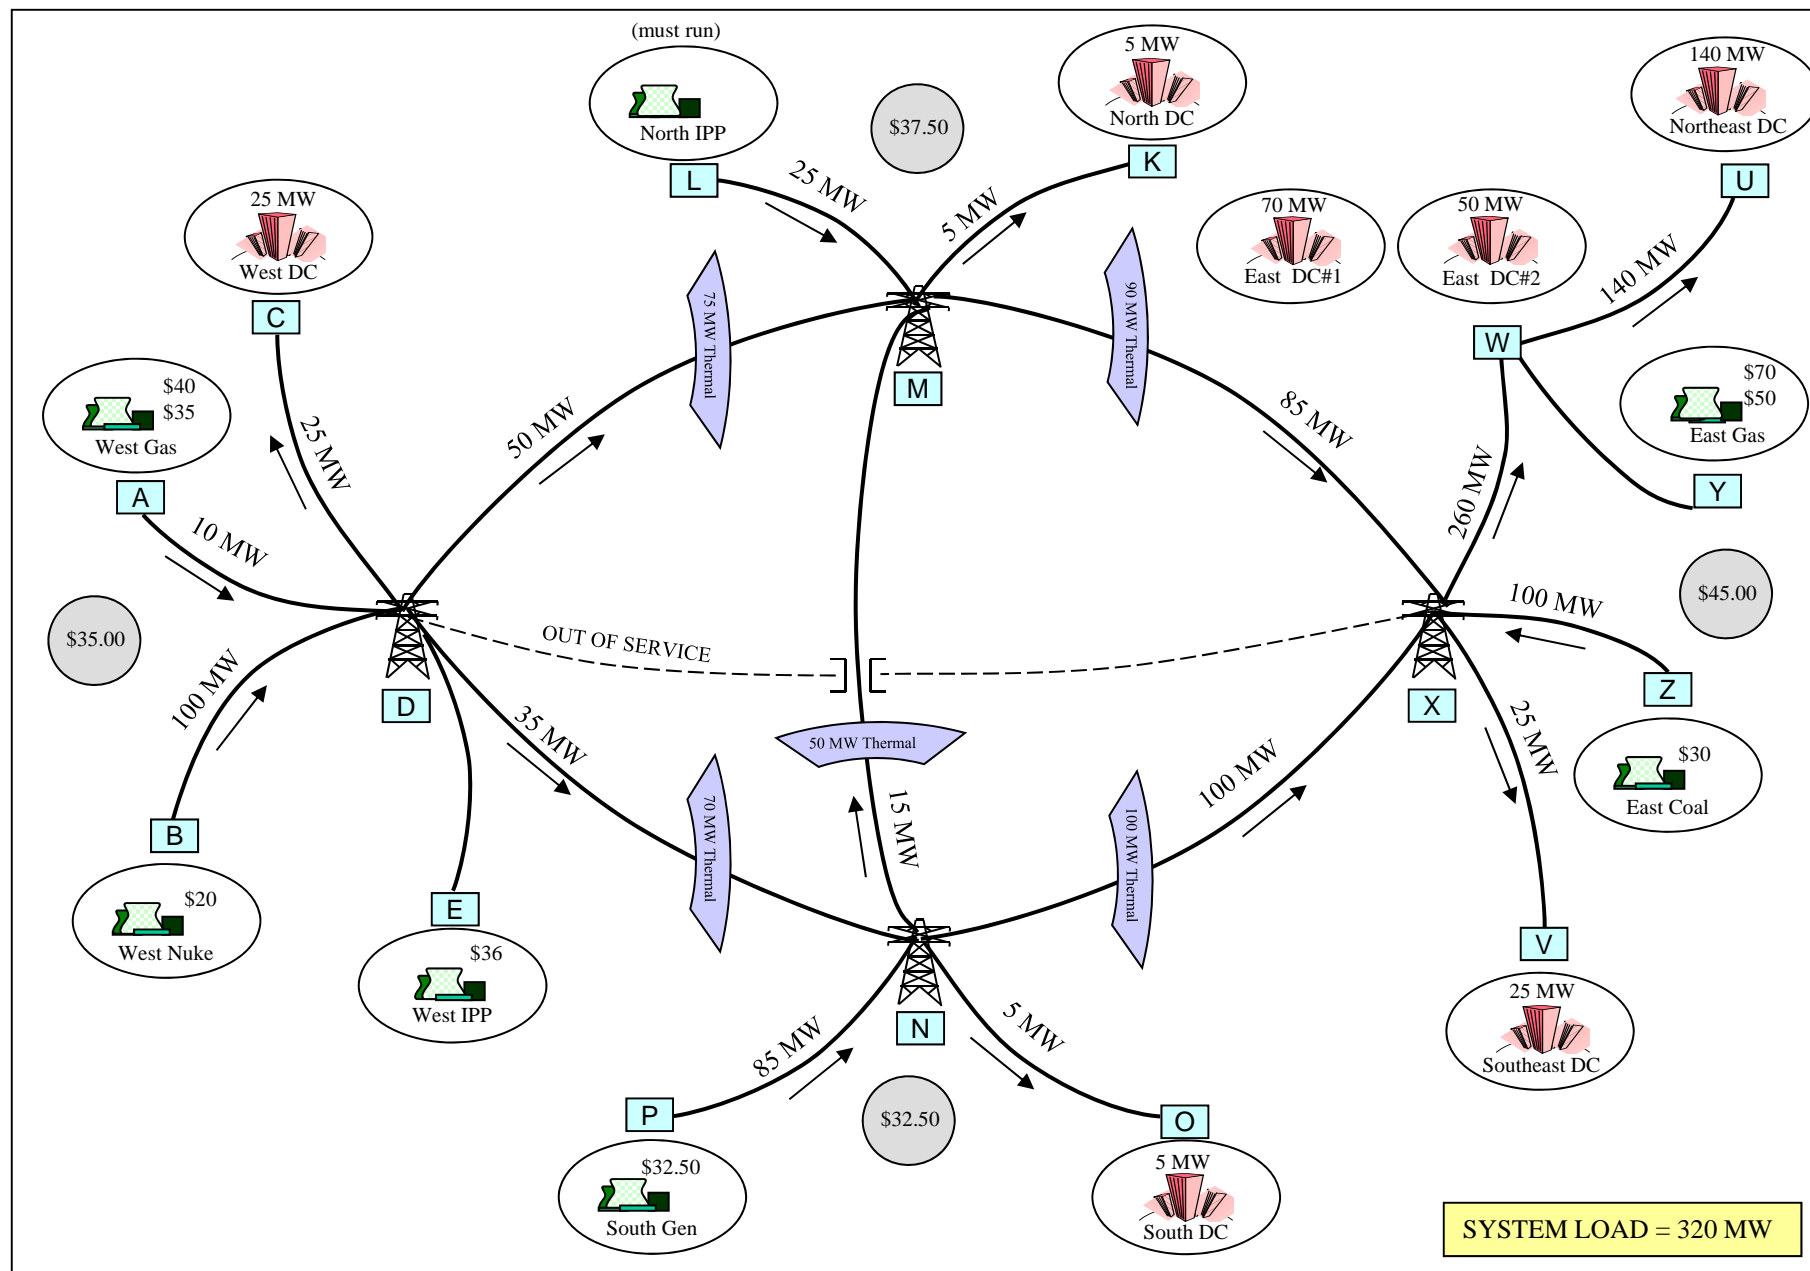 (must run)
North IPP
L
25 MW
$37.50
5 MW
North DC
K
5 MW
140 MW
Northeast DC
U
140 MW
70 MW
East DC#1
50 MW
East DC#2
W
25 MW
West DC
C
25 MW
75 MW Thermal
90 MW Thermal
M
$40
$35
West Gas
A
10 MW
50 MW
85 MW
260 MW
$70
$50
East Gas
Y
$35.00
OUT OF SERVICE
D
100 MW
B
$20
West Nuke
35 MW
E
$36
West IPP
70 MW Thermal
50 MW Thermal
15 MW
100 MW Thermal
100 MW
X
100 MW
$45.00
Z
$30
East Coal
25 MW
V
25 MW
Southeast DC
N
85 MW
P
$32.50
South Gen
$32.50
5 MW
O
5 MW
South DC
SYSTEM LOAD = 320 MW